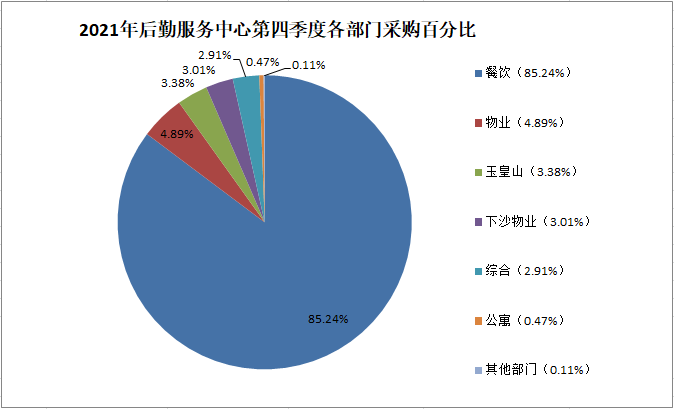 2021年后勤服务中心第四季度各部门采购百分比
2.91%
0.47%
0.11%
3.01%
3.38%
4.89%
85.24%
餐饮（85.24%）
物业（4.89%）
玉皇山（3.38%）
下沙物业（3.01%）
综合（2.91%）
公寓（0.47%）
其他部门（0.11%）